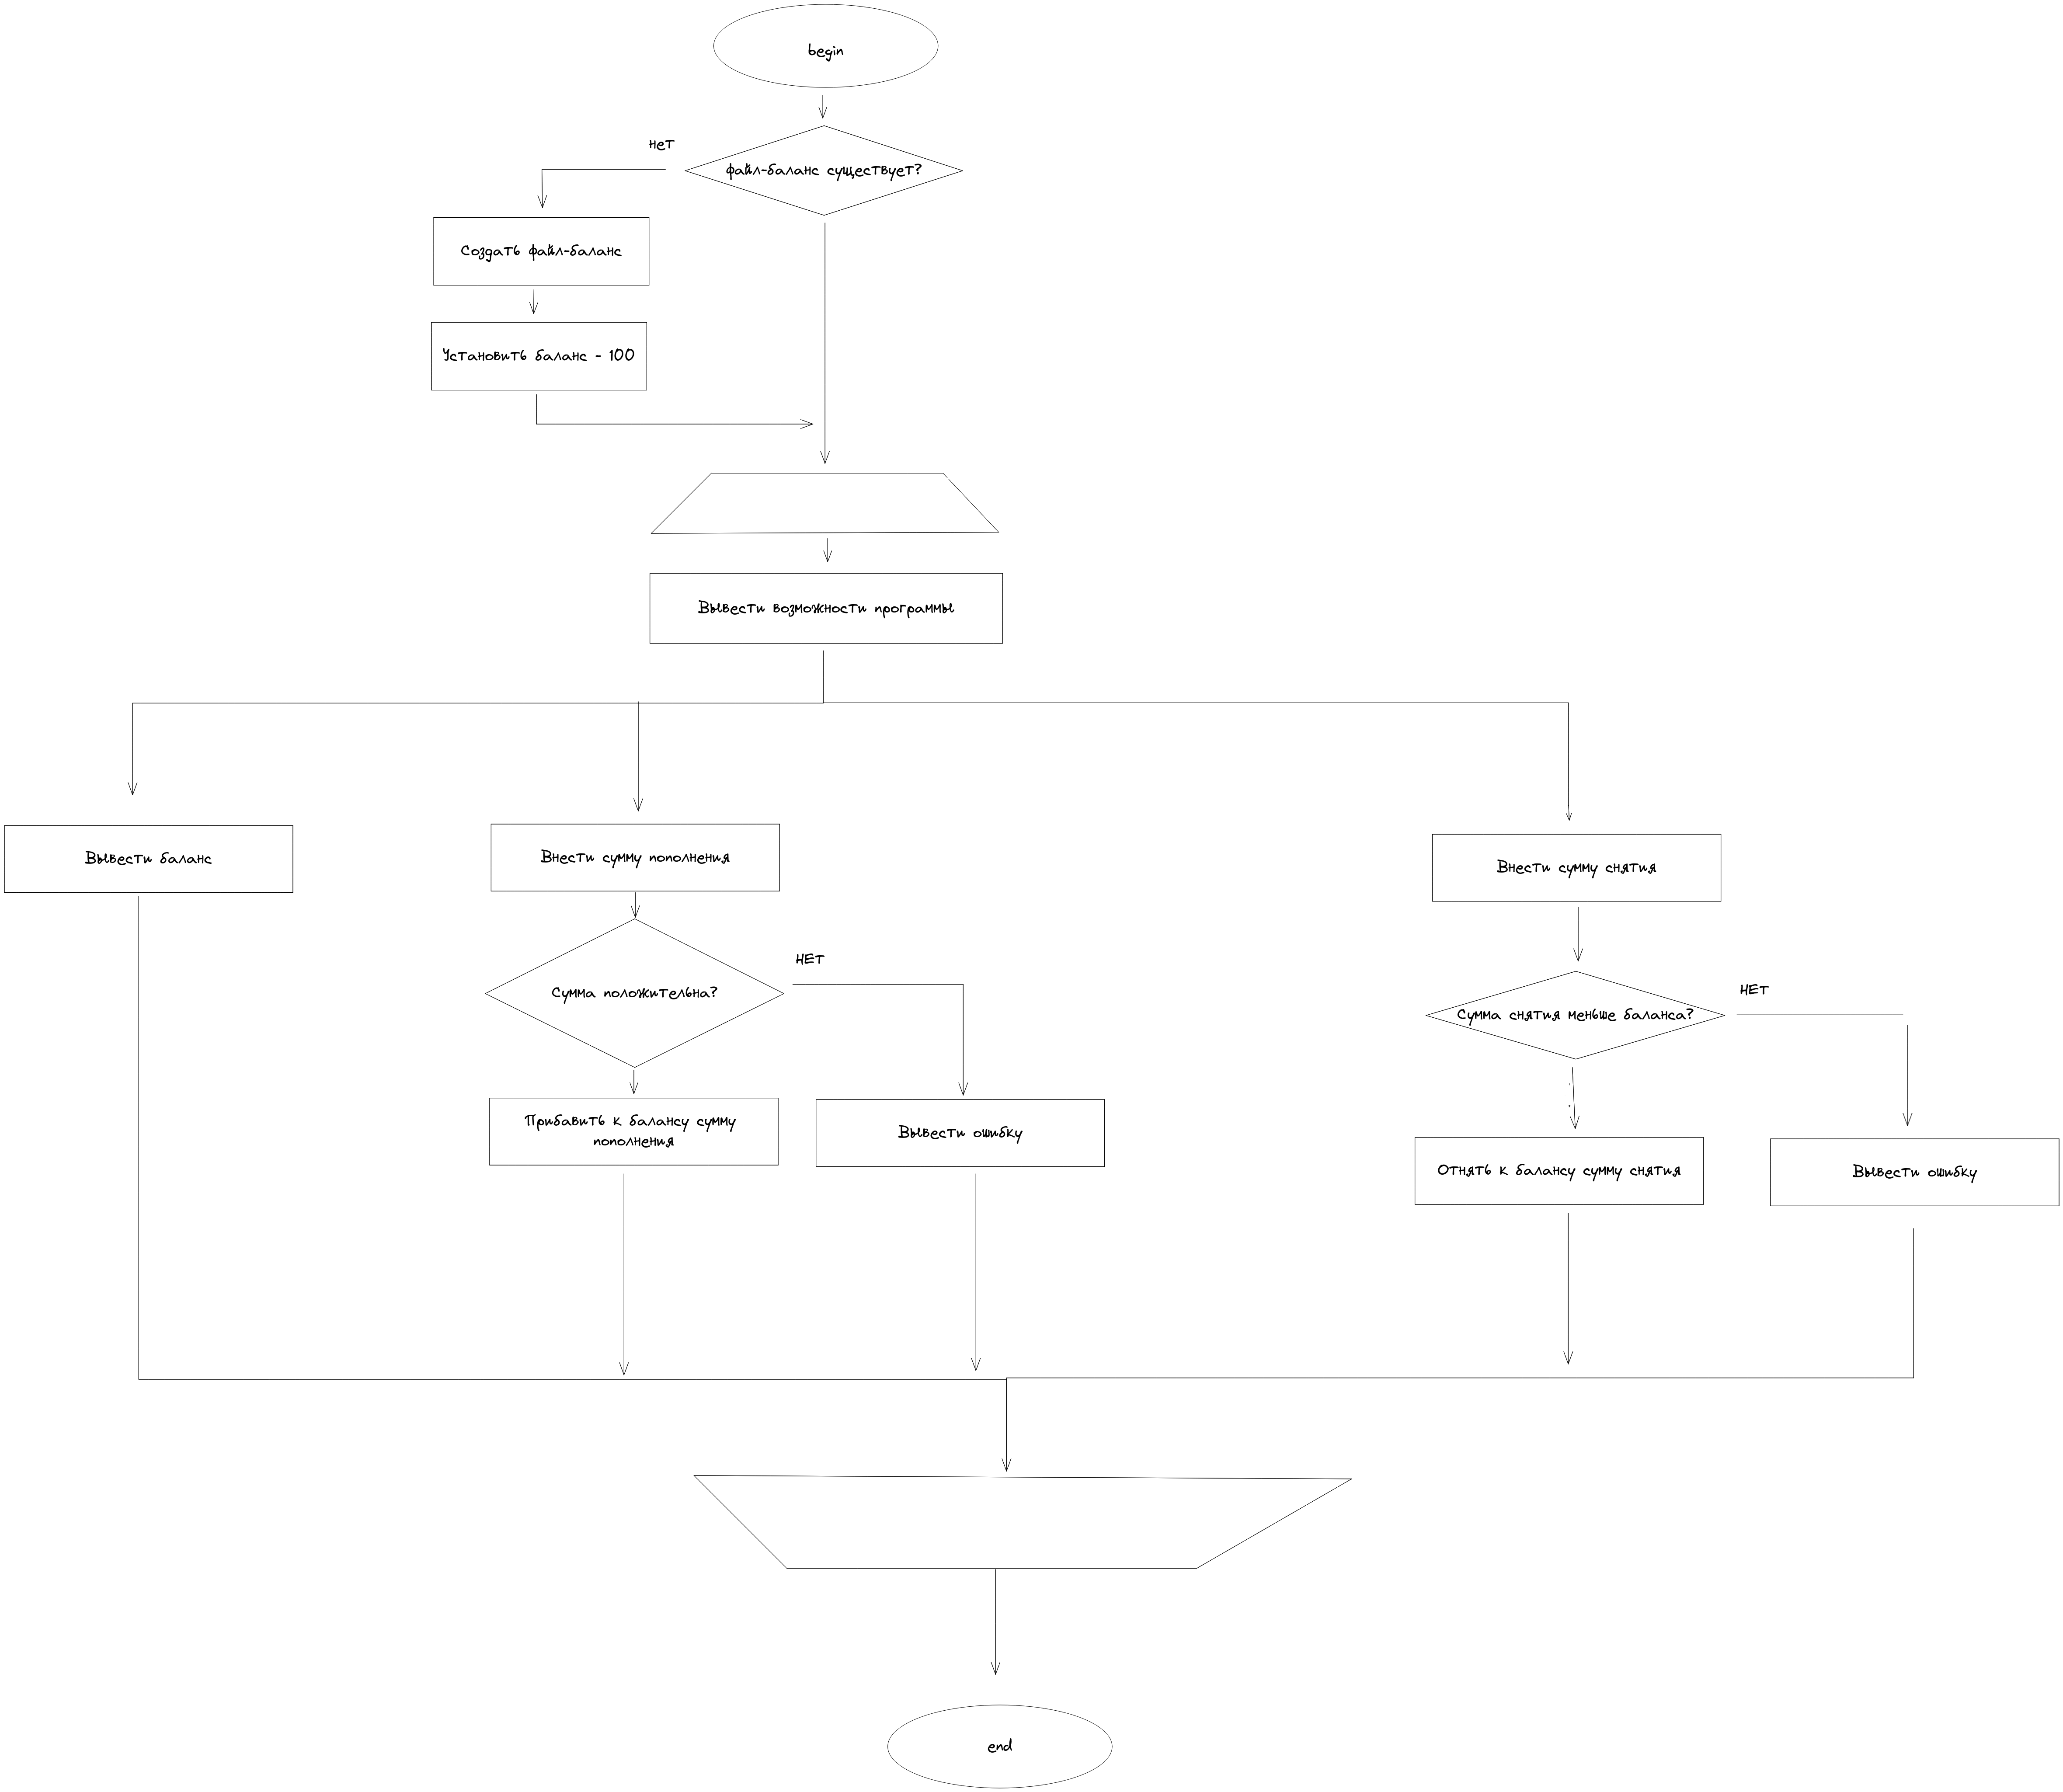 begin
нет
файл-баланс существует?
Создать файл-баланс
Установить баланс - 100
Вывести возможности программы
Вывести баланс
Внести сумму пополнения
Внести сумму снятия
НЕТ
Сумма положительна?
НЕТ
Сумма снятия меньше баланса?
Прибавить к балансу сумму
пополнения
Вывести ошибку
Отнять к балансу сумму снятия
Вывести ошибку
end